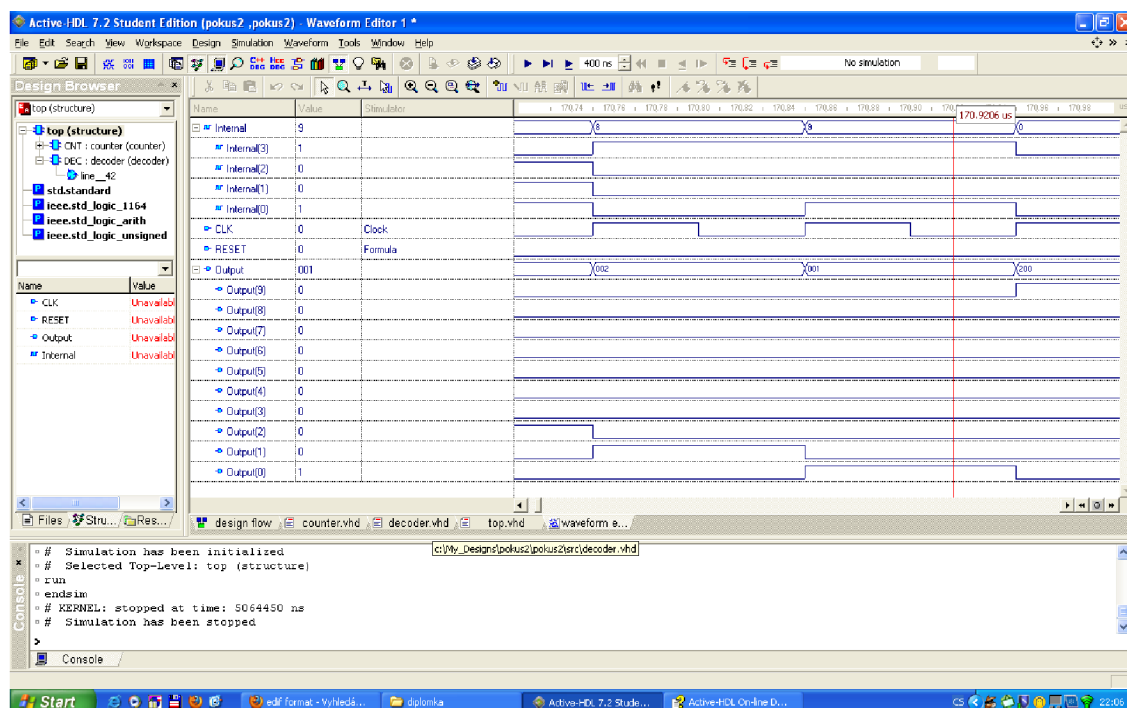 Active-HDL 7.2 Student Edition (pokus2 ,pokus2) - Waveform Editor 1 *
File Edit Search View Workspace Design Simulation Waveform Tools Window Help
400 ns No simulation
Design Browser
top (structure)
top (structure)
CNT : counter (counter)
DEC : decoder (decoder)
line__42
std.standard
ieee.std_logic_1164
ieee.std_logic_arith
ieee.std_logic_unsigned
Name Value
CLK Unavailabl
RESET Unavailabl
Output Unavailabl
Internal Unavailabl
Files Stru... Res...
Name Value Stimulator 170,74 170,76 170,78 170,80 170,82 170,84 170,86 170,88 170,90 170,96 170,98 us
170.9206 us
Internal 9 8 9 0
Internal(3) 1
Internal(2) 0
Internal(1) 0
Internal(0) 1
CLK 0 Clock
RESET 0 Formula
Output 001 002 001 200
Output(9) 0
Output(8) 0
Output(7) 0
Output(6) 0
Output(5) 0
Output(4) 0
Output(3) 0
Output(2) 0
Output(1) 0
Output(0) 1
design flow counter.vhd decoder.vhd top.vhd waveform e...
c:\My_Designs\pokus2\pokus2\src\decoder.vhd
Console
# Simulation has been initialized
# Selected Top-Level: top (structure)
run
endsim
# KERNEL: stopped at time: 5064450 ns
# Simulation has been stopped
>
Console
Start edif format - Vyhledá... diplomka Active-HDL 7.2 Stude... Active-HDL On-line D... CS 22:06